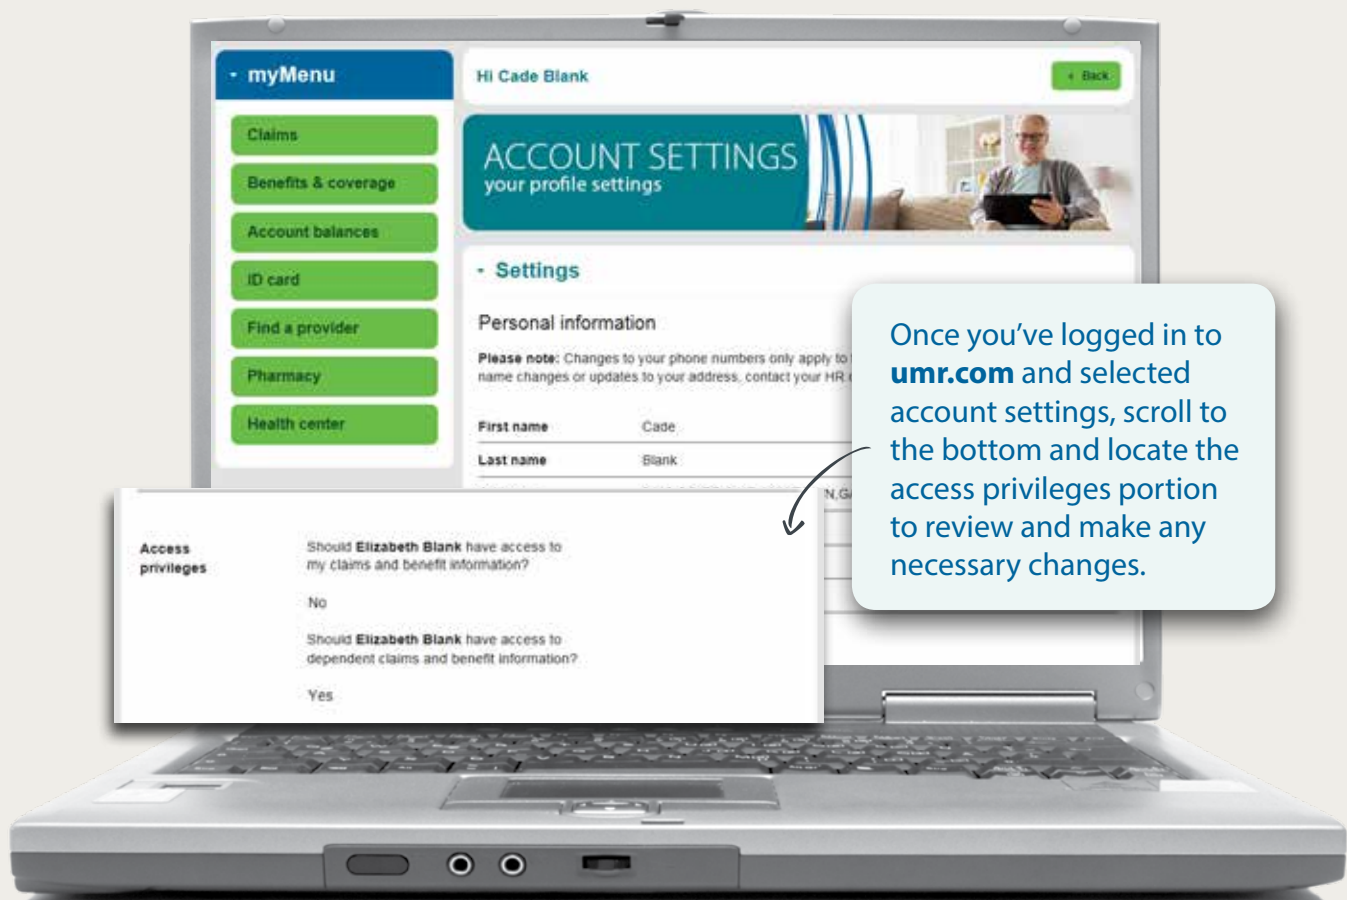 - myMenu
Claims
Benefits & coverage
Account balances
ID card
Find a provider
Pharmacy
Health center
Hi Cade Blank
‹ Back
ACCOUNT SETTINGS
your profile settings
- Settings
Personal information
Please note: Changes to your phone numbers only apply to
name changes or updates to your address, contact your HR
First name Cade
Last name Blank
Once you've logged in to
umr.com and selected
account settings, scroll to
the bottom and locate the
access privileges portion
to review and make any
necessary changes.
Access
privileges
Should Elizabeth Blank have access to
my claims and benefit information?
No
Should Elizabeth Blank have access to
dependent claims and benefit information?
Yes